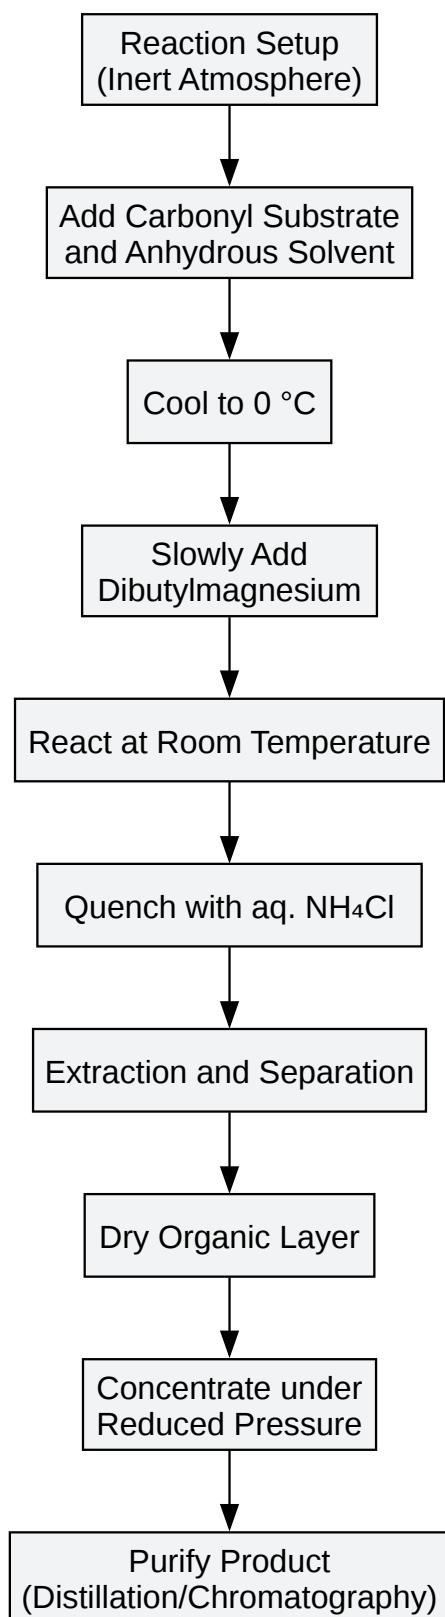 Reaction Setup
(Inert Atmosphere)
Add Carbonyl Substrate
and Anhydrous Solvent
Cool to 0 °C
Slowly Add
Dibutylmagnesium
React at Room Temperature
Quench with aq. NH₄Cl
Extraction and Separation
Dry Organic Layer
Concentrate under
Reduced Pressure
Purify Product
(Distillation/Chromatography)